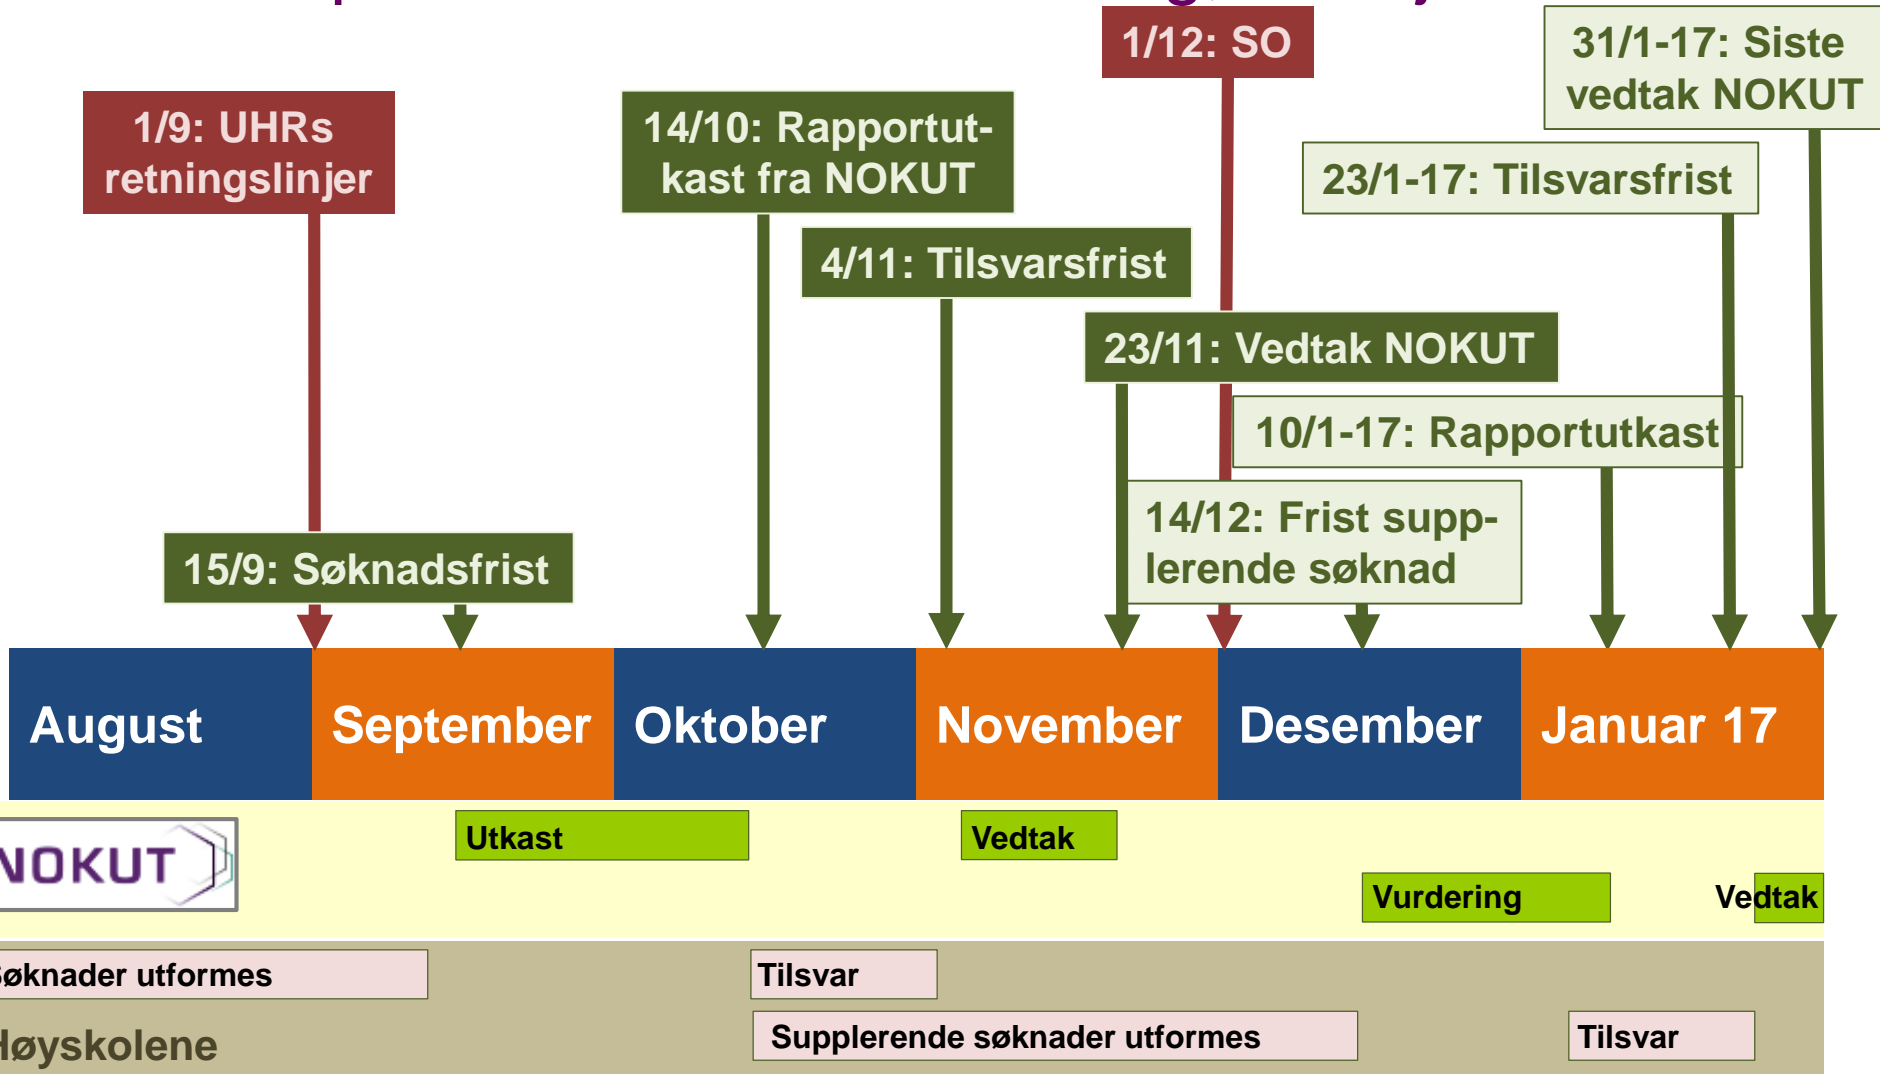 1/12: SO
31/1-17: Siste
vedtak NOKUT
1/9: UHRs
retningslinjer
14/10: Rapportut-
kast fra NOKUT
23/1-17: Tilsvarsfrist
4/11: Tilsvarsfrist
23/11: Vedtak NOKUT
10/1-17: Rapportutkast
14/12: Frist supp-
lerende søknad
15/9: Søknadsfrist
August
September
Oktober
November
Desember
Januar 17
Utkast
Vedtak
NOKUT
Vurdering
Vedtak
Søknader utformes
Tilsvar
Supplerende søknader utformes
Tilsvar
Høyskolene